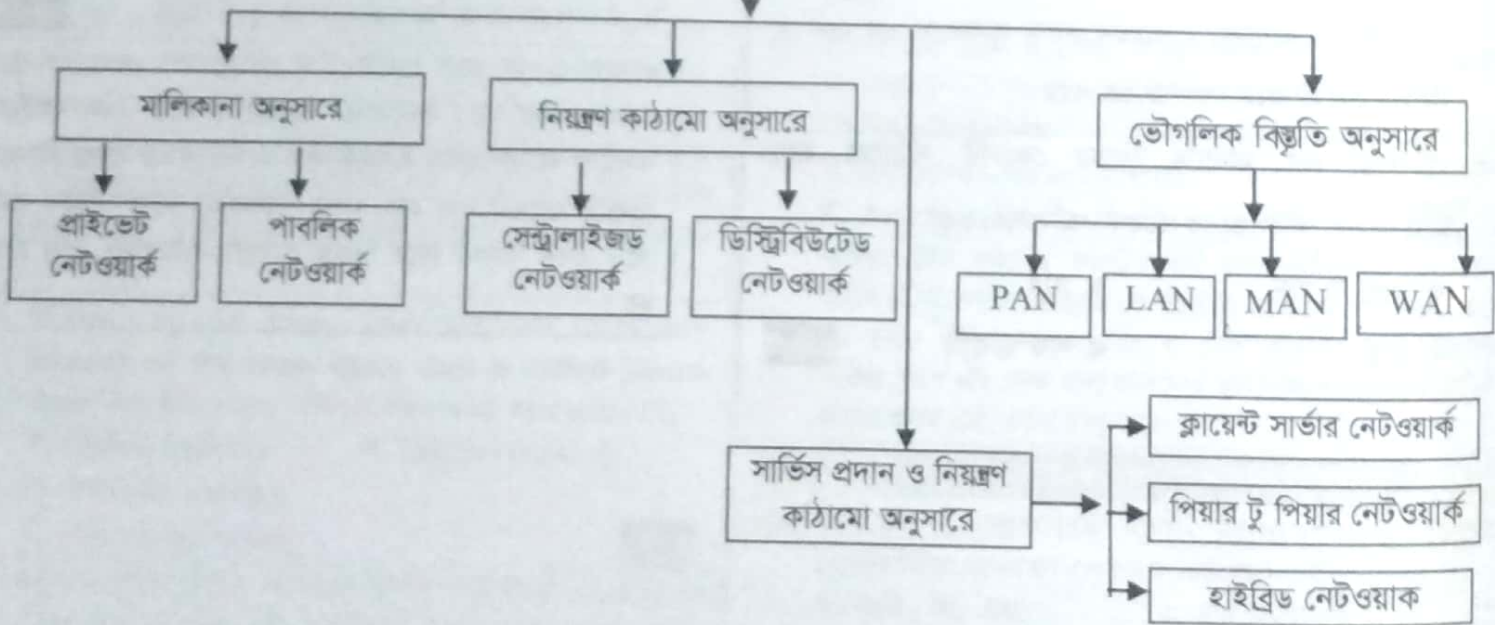 মালিকানা অনুসারে
নিয়ন্ত্রণ কাঠামো অনুসারে
ভৌগলিক বিস্তৃতি অনুসারে
প্রাইভেট
নেটওয়ার্ক
পাবলিক
নেটওয়ার্ক
সেন্ট্রালাইজড
নেটওয়ার্ক
ডিস্ট্রিবিউটেড
নেটওয়ার্ক
PAN
LAN
MAN
WAN
সার্ভিস প্রদান ও নিয়ন্ত্রণ
কাঠামো অনুসারে
ক্লায়েন্ট সার্ভার নেটওয়ার্ক
পিয়ার টু পিয়ার নেটওয়ার্ক
হাইব্রিড নেটওয়াক